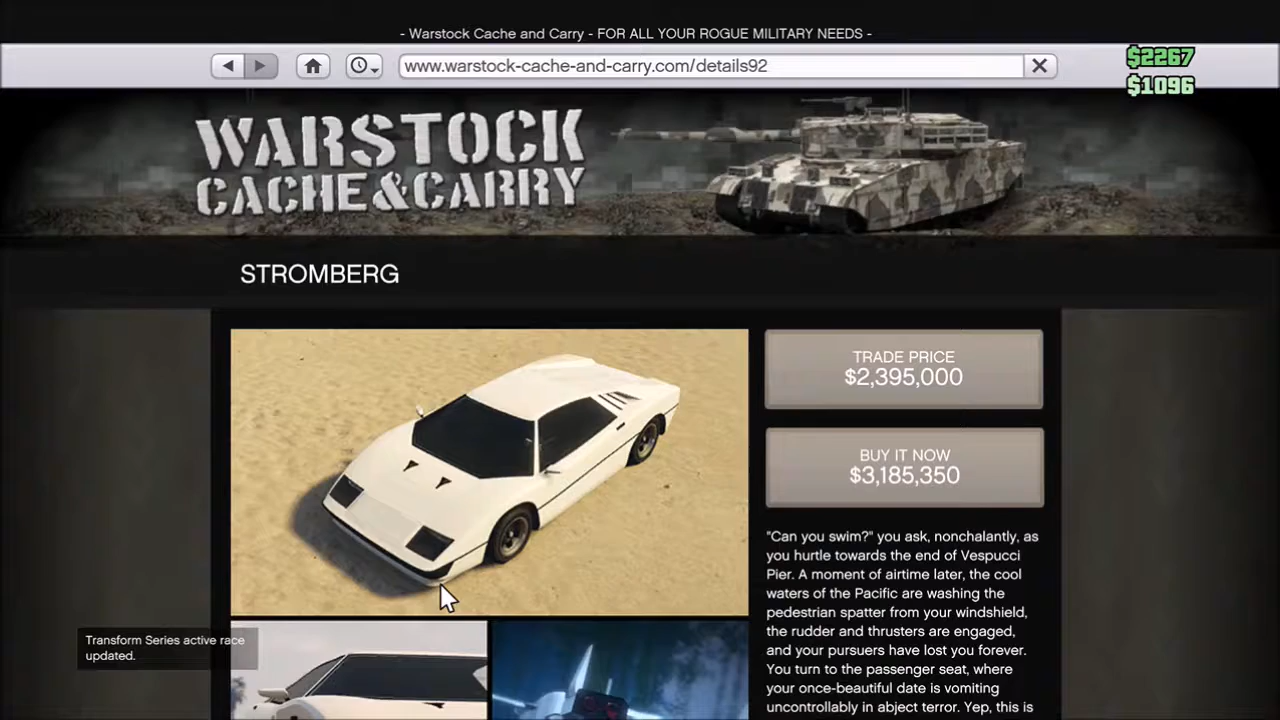 - Warstock Cache and Carry - FOR ALL YOUR ROGUE MILITARY NEEDS -
www.warstock-cache-and-carry.com/details92
$2267
$1096
WARSTOCK
CACHE&CARRY
STROMBERG
TRADE PRICE
$2,395,000
BUY IT NOW
$3,185,350
"Can you swim?" you ask, nonchalantly, as
you hurtle towards the end of Vespucci
Pier. A moment of airtime later, the cool
waters of the Pacific are washing the
pedestrian spatter from your windshield,
the rudder and thrusters are engaged,
and your pursuers have lost you forever.
You turn to the passenger seat, where
your once-beautiful date is vomiting
uncontrollably in abject terror. Yep, this is
Transform Series active race
updated.